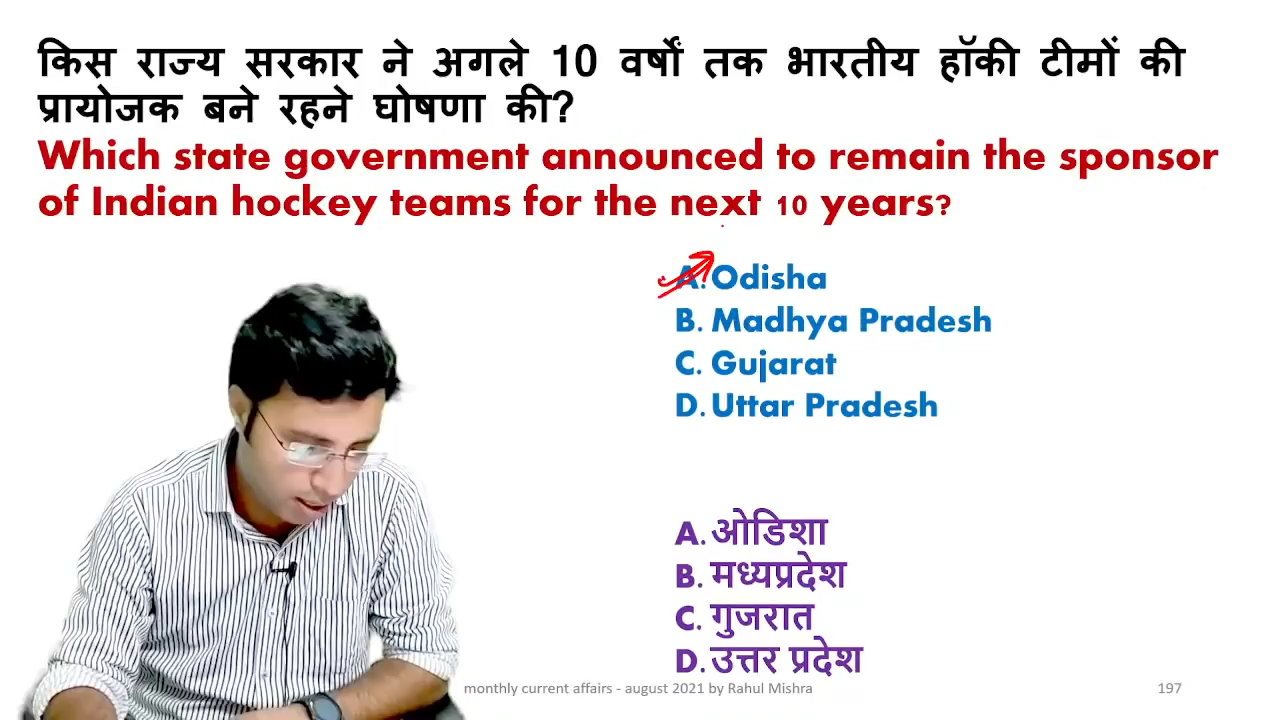 किस राज्य सरकार ने अगले 10 वर्षों तक भारतीय हॉकी टीमों की
प्रायोजक बने रहने घोषणा की?
Which state government announced to remain the sponsor
of Indian hockey teams for the next 10 years?
A. Odisha
B. Madhya Pradesh
C. Gujarat
D. Uttar Pradesh
A. ओडिशा
B. मध्यप्रदेश
C. गुजरात
D. उत्तर प्रदेश
monthly current affairs - august 2021 by Rahul Mishra
197